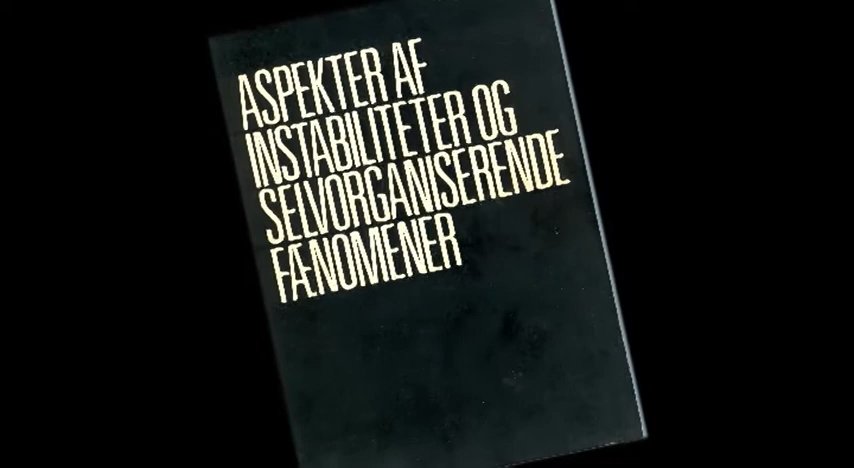 ASPEKTER AF
INSTABILITETER OG
SELVORGANISERENDE
FÆNOMENER